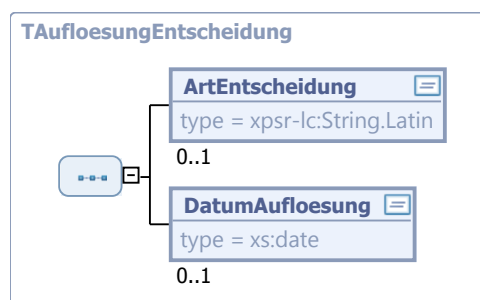 TAufloesungEntscheidung
ArtEntscheidung
type = xpsr-lc:String.Latin
0..1
DatumAufloesung
type = xs:date
0..1